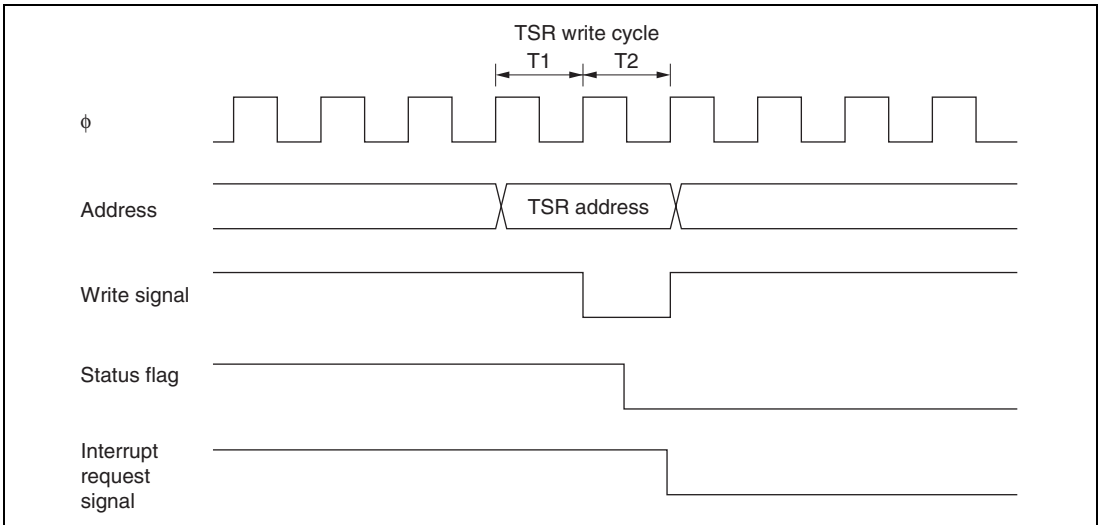 TSR write cycle
T1 T2
ϕ
Address
TSR address
Write signal
Status flag
Interrupt
request
signal